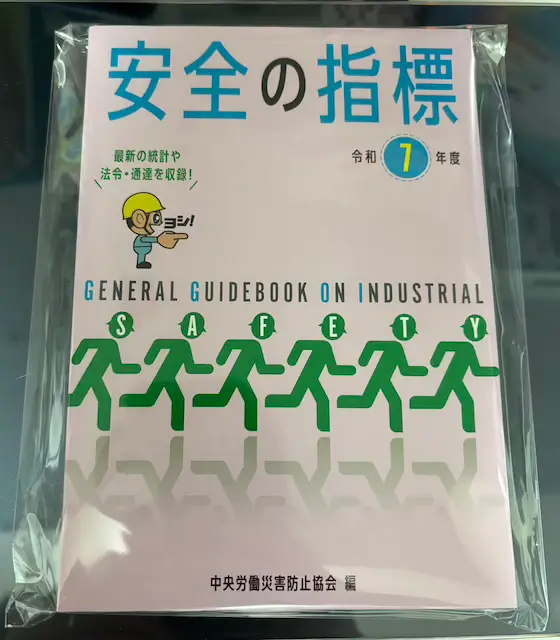 安全の指標
令和7年度
最新の統計や
法令・通達を収録!
ヨシ!
GENERAL GUIDEBOOK ON INDUSTRIAL
SAFETY
中央労働災害防止協会 編